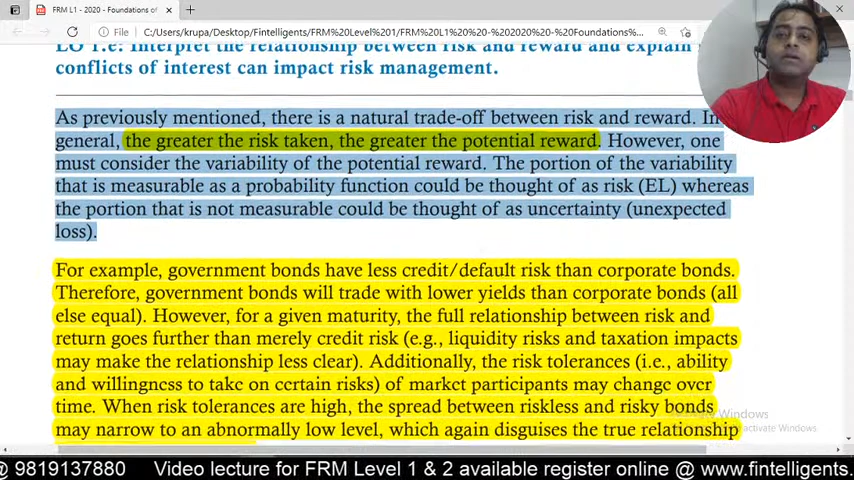 FRM L1 - 2020 - Foundations of
File
C:/Users/krupa/Desktop/Fintelligents/FRM%20Level%201/FRM%20L1%20%20-%202020%20-%20Foundations%...
LO 1.e: Interpret the relationship between risk and reward and explain
conflicts of interest can impact risk management.
As previously mentioned, there is a natural trade-off between risk and reward. In
general, the greater the risk taken, the greater the potential reward. However, one
must consider the variability of the potential reward. The portion of the variability
that is measurable as a probability function could be thought of as risk (EL) whereas
the portion that is not measurable could be thought of as uncertainty (unexpected
loss).
For example, government bonds have less credit/default risk than corporate bonds.
Therefore, government bonds will trade with lower yields than corporate bonds (all
else equal). However, for a given maturity, the full relationship between risk and
return goes further than merely credit risk (e.g., liquidity risks and taxation impacts
may make the relationship less clear). Additionally, the risk tolerances (i.e., ability
and willingness to take on certain risks) of market participants may change over
time. When risk tolerances are high, the spread between riskless and risky bonds
may narrow to an abnormally low level, which again disguises the true relationship
Windows
activate Windows.
@ 9819137880 Video lecture for FRM Level 1 & 2 available register online @ www.fintelligents.